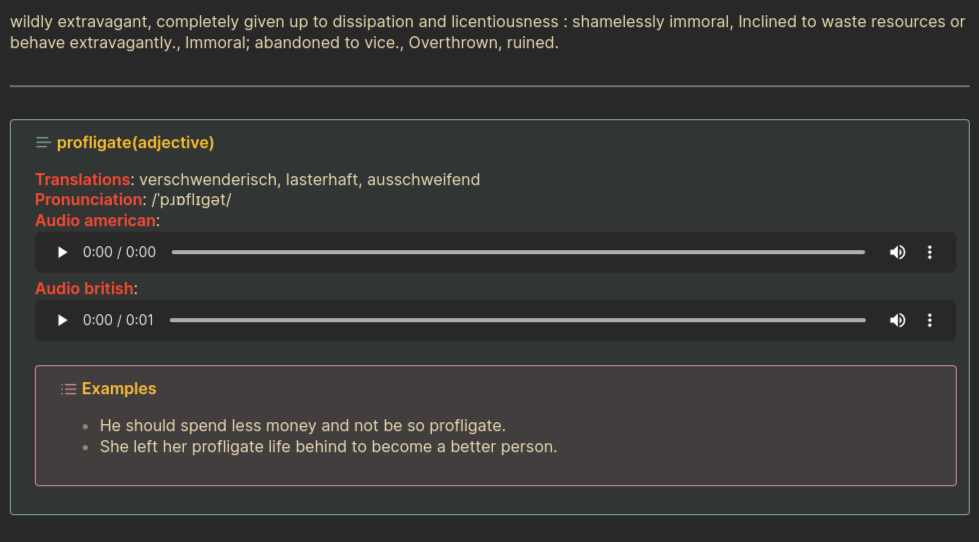 wildly extravagant, completely given up to dissipation and licentiousness : shamelessly immoral, Inclined to waste resources or
behave extravagantly., Immoral; abandoned to vice., Overthrown, ruined.
profligate(adjective)
Translations: verschwenderisch, lasterhaft, ausschweifend
Pronunciation: /ˈpɹɒflɪɡət/
Audio american:
0:00 / 0:00
Audio british:
0:00 / 0:01
Examples
• He should spend less money and not be so profligate.
• She left her profligate life behind to become a better person.